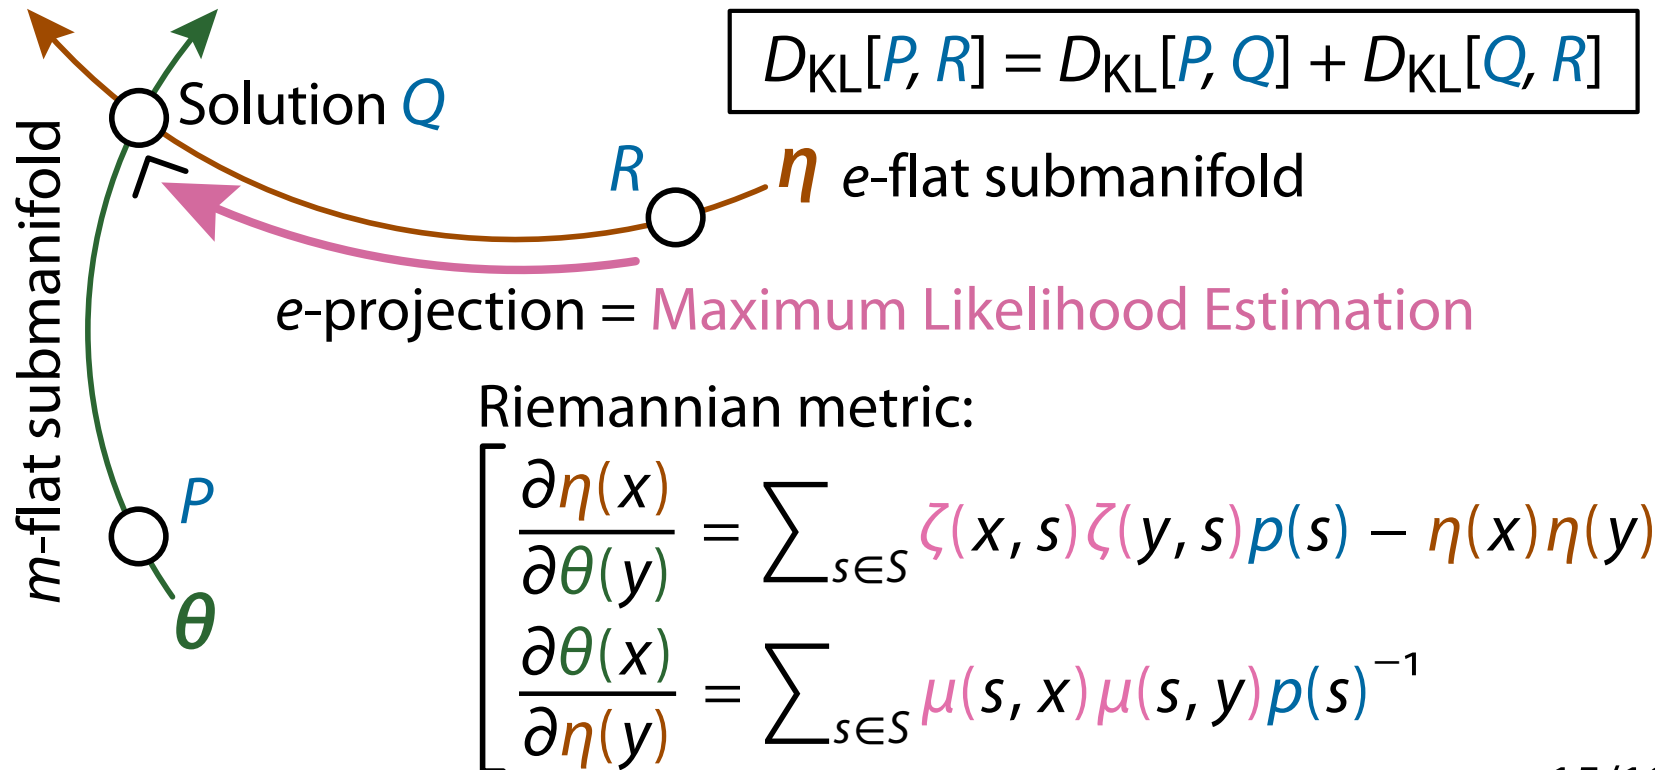 D_KL[P, R] = D_KL[P, Q] + D_KL[Q, R]
Solution Q
R
η e-flat submanifold
m-flat submanifold
e-projection = Maximum Likelihood Estimation
P
θ
Riemannian metric:
∂η(x)/∂θ(y) = ∑_{s∈S} ζ(x, s)ζ(y, s)p(s) − η(x)η(y)
∂θ(x)/∂η(y) = ∑_{s∈S} μ(s, x)μ(s, y)p(s)^{−1}